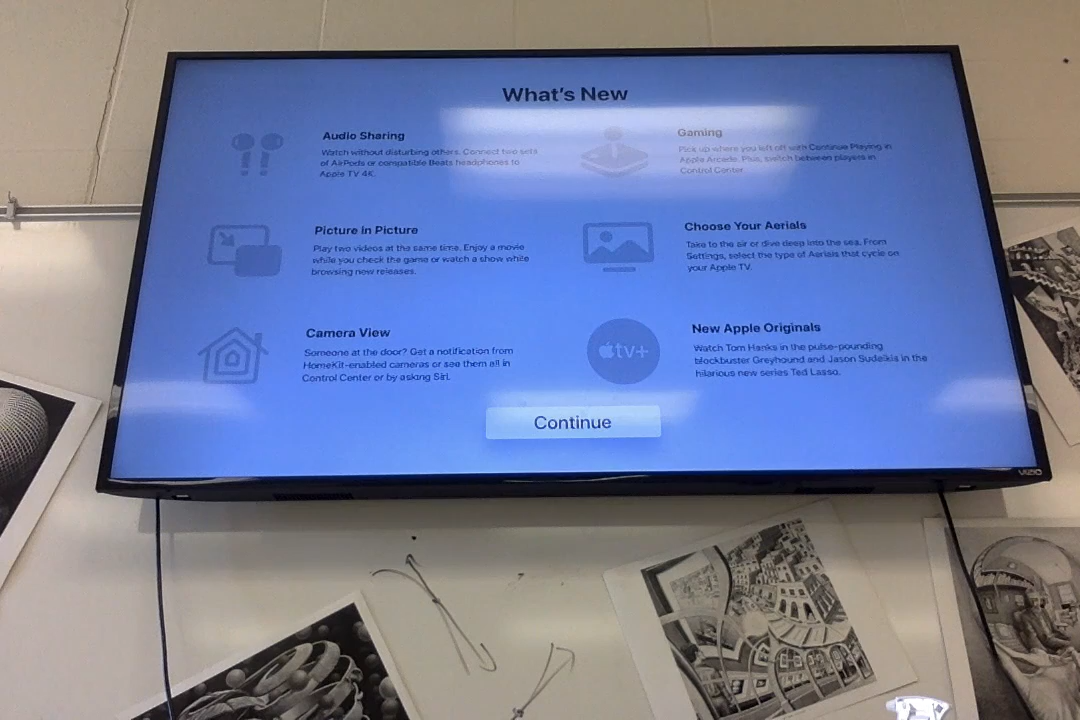 What's New
Audio Sharing
Watch without disturbing others. Connect two sets
of AirPods or compatible Beats headphones to
Apple TV 4K.
Gaming
Pick up where you left off with Continue Playing in
Apple Arcade. Plus, switch between players in
Control Center.
Picture in Picture
Play two videos at the same time. Enjoy a movie
while you check the game or watch a show while
browsing new releases.
Choose Your Aerials
Take to the air or dive deep into the sea. From
Settings, select the type of Aerials that cycle on
your Apple TV.
Camera View
Someone at the door? Get a notification from
HomeKit-enabled cameras or see them all in
Control Center or by asking Siri.
tv+
New Apple Originals
Watch Tom Hanks in the pulse-pounding
blockbuster Greyhound and Jason Sudeikis in the
hilarious new series Ted Lasso.
Continue
VIZIO